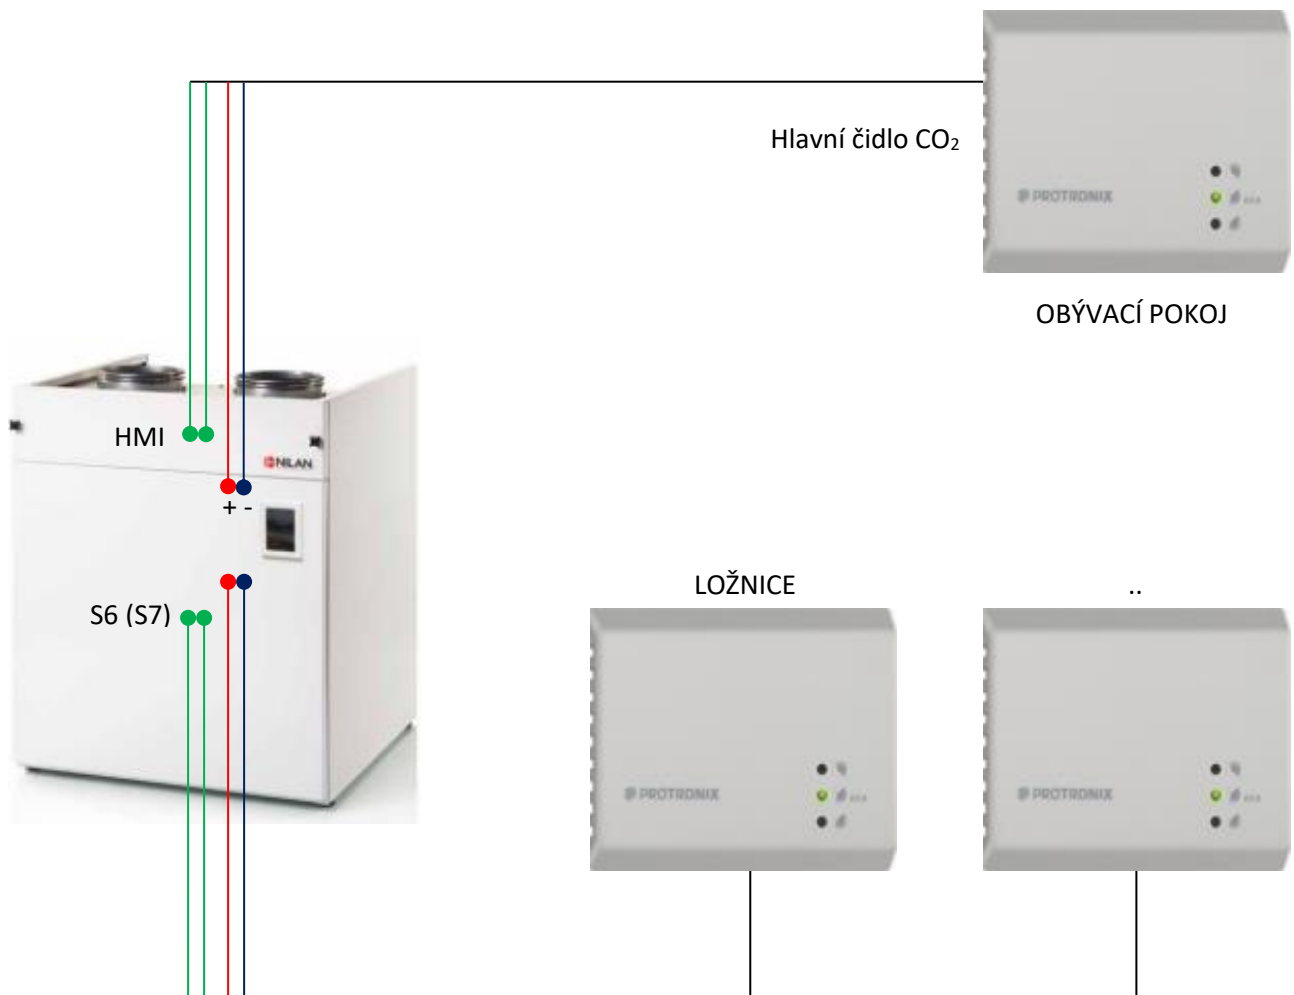 Hlavní čidlo CO₂
PROTRONIX
OBÝVACÍ POKOJ
HMI
NILAN
+ -
LOŽNICE
..
S6 (S7)
PROTRONIX
PROTRONIX